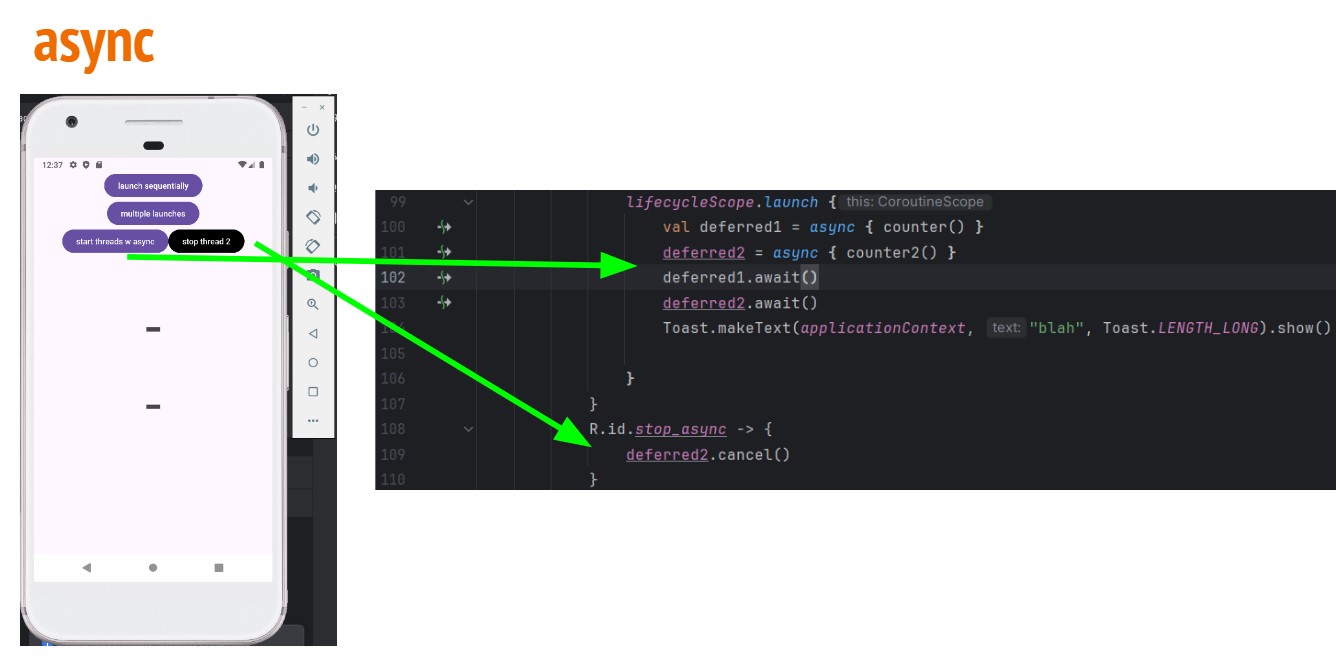 async
12:37
launch sequentially
multiple launches
start threads w async stop thread 2
99 lifecycleScope.launch { this: CoroutineScope
100 val deferred1 = async { counter() }
101 deferred2 = async { counter2() }
102 deferred1.await()
103 deferred2.await()
Toast.makeText(applicationContext, text: "blah", Toast.LENGTH_LONG).show()
105
106 }
107 }
108 R.id.stop_async -> {
109 deferred2.cancel()
110 }